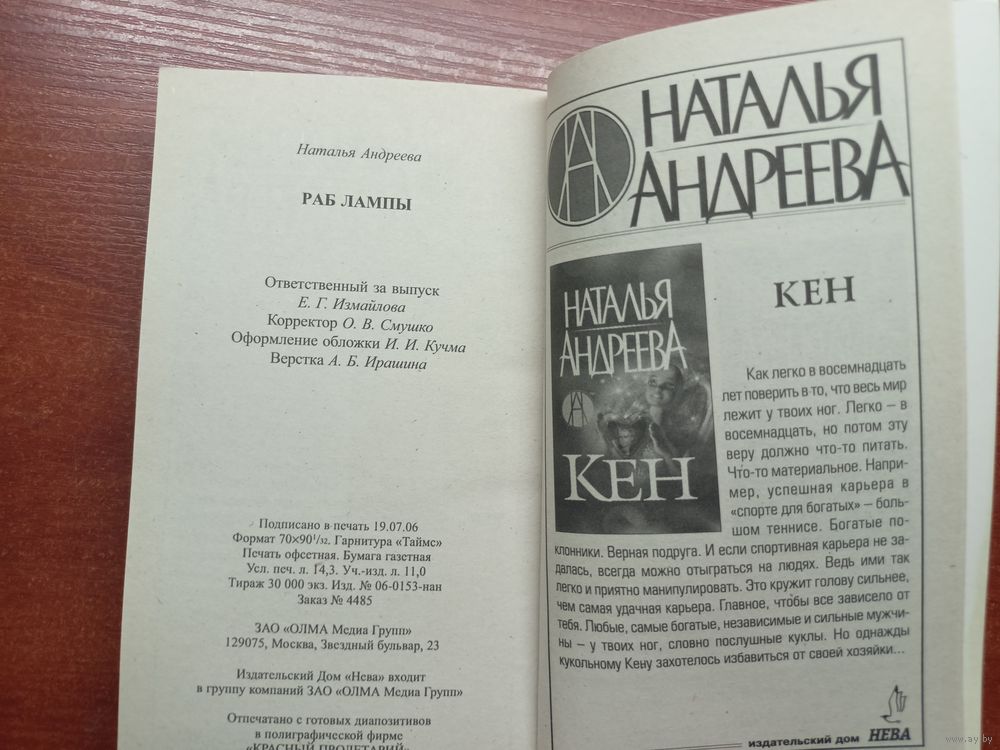 Наталья Андреева
РАБ ЛАМПЫ
Ответственный за выпуск
Е. Г. Измайлова
Корректор О. В. Смушко
Оформление обложки И. И. Кучма
Верстка А. Б. Ирашина
Подписано в печать 19.07.06
Формат 70×90¹/₃₂. Гарнитура «Таймс»
Печать офсетная. Бумага газетная
Усл. печ. л. 14,3. Уч.-изд. л. 11,0
Тираж 30 000 экз. Изд. № 06-0153-нан
Заказ № 4485
ЗАО «ОЛМА Медиа Групп»
129075, Москва, Звездный бульвар, 23
Издательский Дом «Нева» входит
в группу компаний ЗАО «ОЛМА Медиа Групп»
Отпечатано с готовых диапозитивов
в полиграфической фирме
«КРАСНЫЙ ПРОЛЕТАРИЙ»
НАТАЛЬЯ
АНДРЕЕВА
НАТАЛЬЯ
АНДРЕЕВА
КЕН
КЕН
Как легко в восемнадцать
лет поверить в то, что весь мир
лежит у твоих ног. Легко – в
восемнадцать, но потом эту
веру должно что-то питать.
Что-то материальное. Напри-
мер, успешная карьера в
«спорте для богатых» – боль-
шом теннисе. Богатые по-
клонники. Верная подруга. И если спортивная карьера не за-
далась, всегда можно отыграться на людях. Ведь ими так
легко и приятно манипулировать. Это кружит голову сильнее,
чем самая удачная карьера. Главное, чтобы все зависело от
тебя. Любые, самые богатые, независимые и сильные мужчи-
ны – у твоих ног, словно послушные куклы. Но однажды
кукольному Кену захотелось избавиться от своей хозяйки...
издательский дом НЕВА
www.ay.by